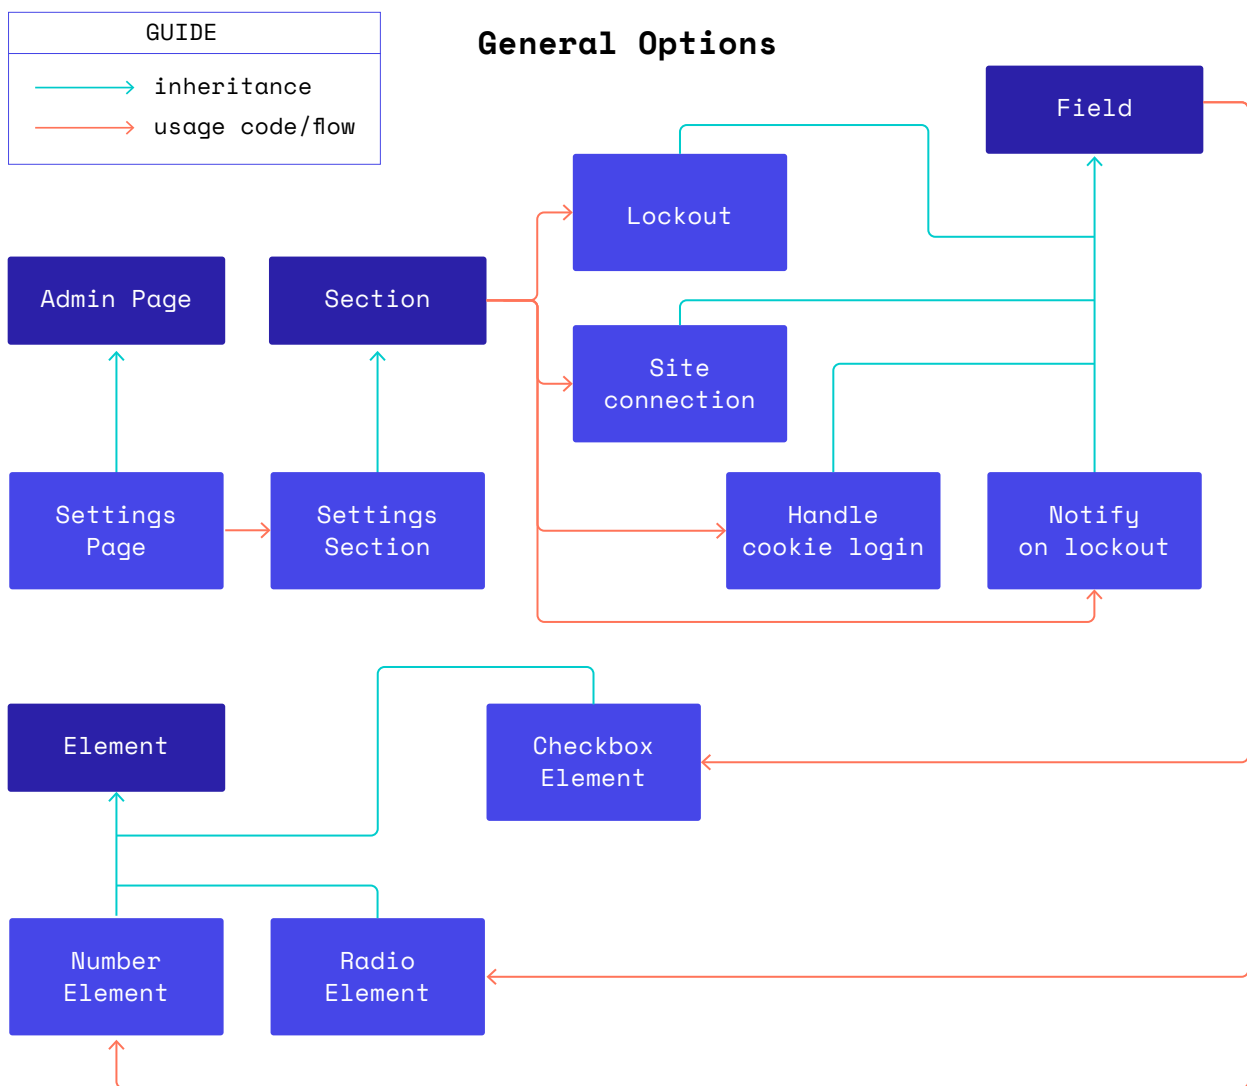 GUIDE
inheritance
usage code/flow
General Options
Field
Lockout
Admin Page
Section
Site
connection
Settings
Page
Settings
Section
Handle
cookie login
Notify
on lockout
Element
Checkbox
Element
Number
Element
Radio
Element